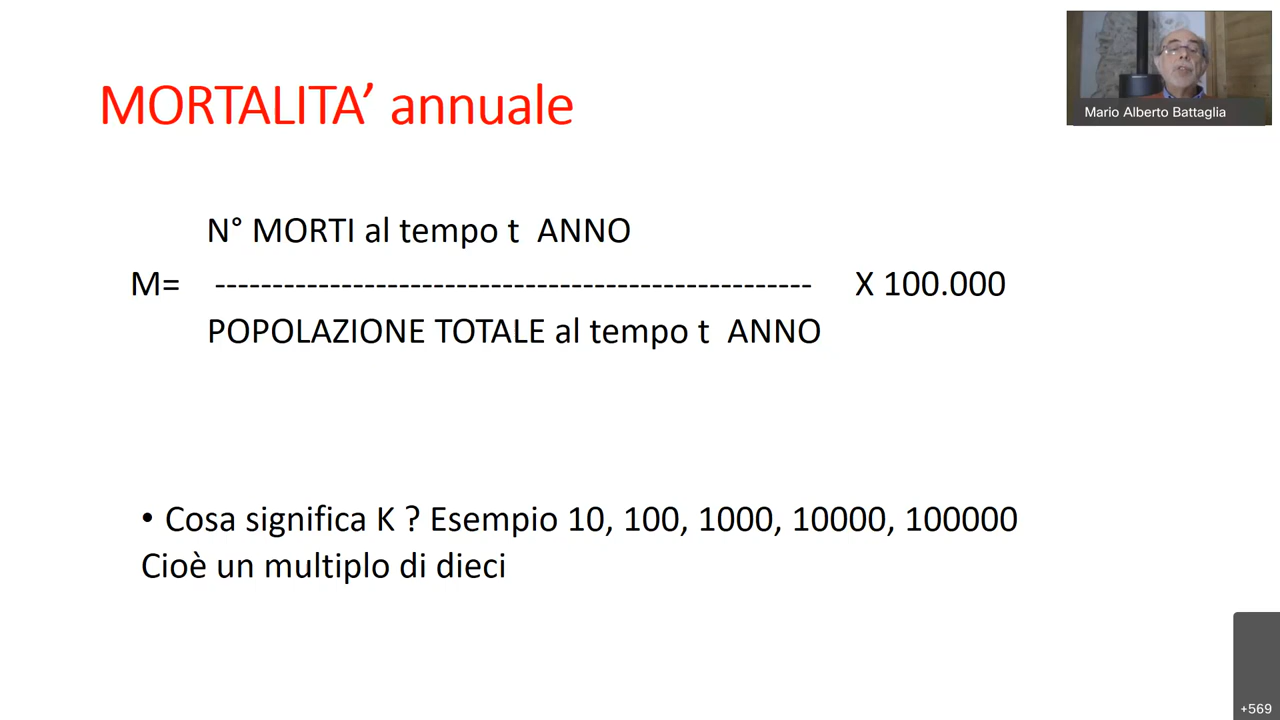 MORTALITA’ annuale
Mario Alberto Battaglia
N° MORTI al tempo t ANNO
M= ---------------------------------------------------- X 100.000
POPOLAZIONE TOTALE al tempo t ANNO
• Cosa significa K ? Esempio 10, 100, 1000, 10000, 100000
Cioè un multiplo di dieci
+569